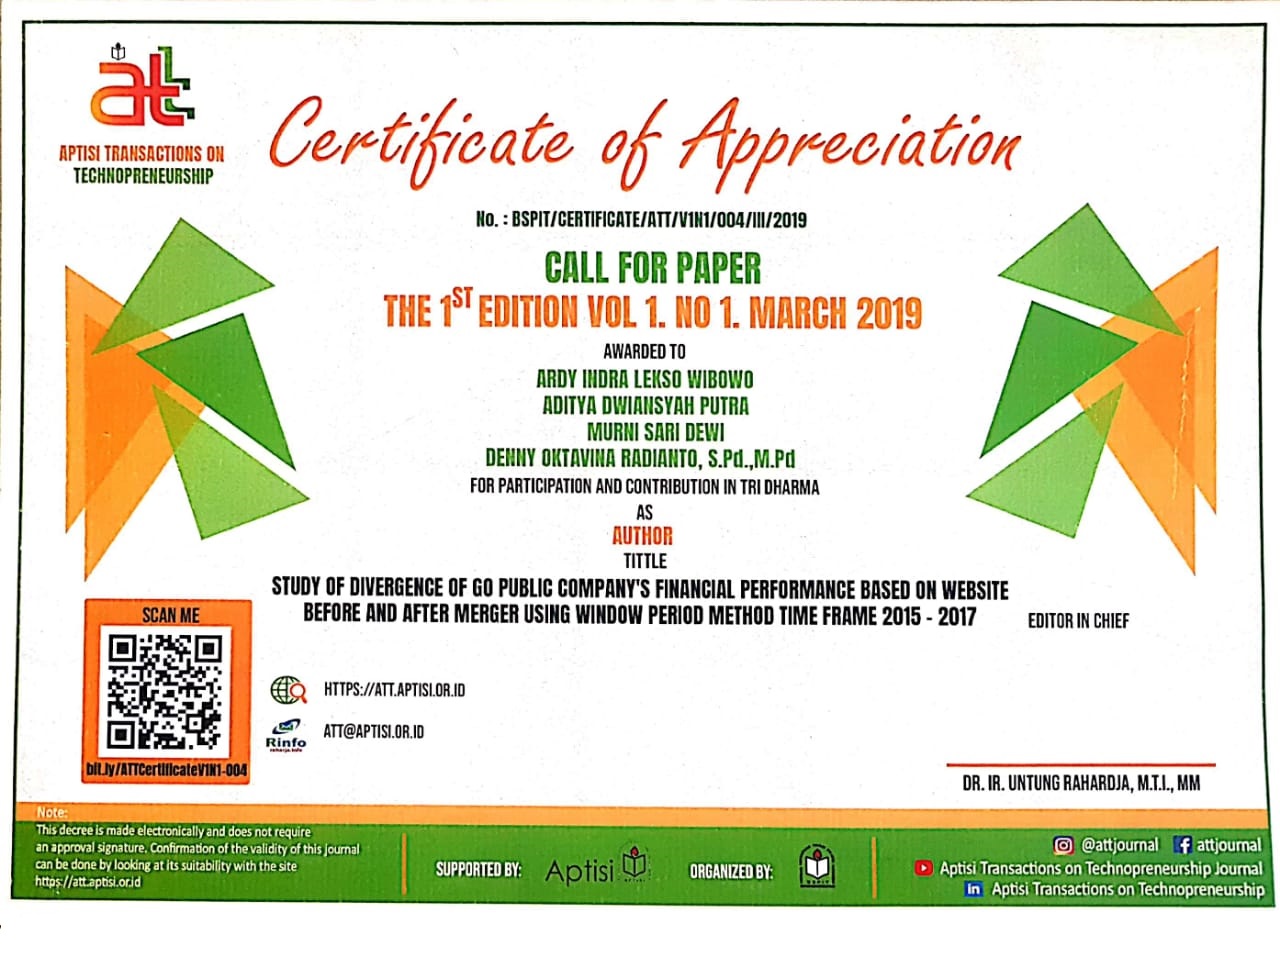 att
APTISI TRANSACTIONS ON
TECHNOPRENEURSHIP
Certificate of Appreciation
No. : BSPIT/CERTIFICATE/ATT/V1N1/004/III/2019
CALL FOR PAPER
THE 1ST EDITION VOL 1. NO 1. MARCH 2019
AWARDED TO
ARDY INDRA LEKSO WIBOWO
ADITYA DWIANSYAH PUTRA
MURNI SARI DEWI
DENNY OKTAVINA RADIANTO, S.Pd.,M.Pd
FOR PARTICIPATION AND CONTRIBUTION IN TRI DHARMA
AS
AUTHOR
TITTLE
STUDY OF DIVERGENCE OF GO PUBLIC COMPANY'S FINANCIAL PERFORMANCE BASED ON WEBSITE
BEFORE AND AFTER MERGER USING WINDOW PERIOD METHOD TIME FRAME 2015 - 2017
EDITOR IN CHIEF
SCAN ME
bit.ly/ATTCertificateV1N1-004
HTTPS://ATT.APTISI.OR.ID
Rinfo
ATT@APTISI.OR.ID
DR. IR. UNTUNG RAHARDJA, M.T.I., MM
Note:
This decree is made electronically and does not require
an approval signature. Confirmation of the validity of this journal
can be done by looking at its suitability with the site
https://att.aptisi.or.id
SUPPORTED BY:
Aptisi
ORGANIZED BY:
@attjournal
attjournal
Aptisi Transactions on Technopreneurship Journal
Aptisi Transactions on Technopreneurship